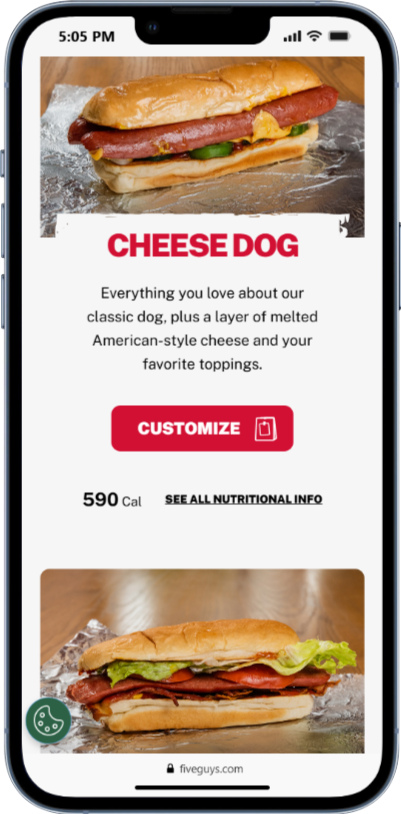 5:05 PM
CHEESE DOG
Everything you love about our
classic dog, plus a layer of melted
American-style cheese and your
favorite toppings.
CUSTOMIZE
590 Cal SEE ALL NUTRITIONAL INFO
fiveguys.com